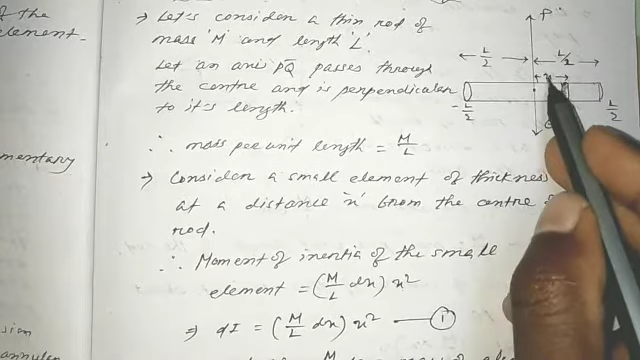 of the
element.
mentary
sion
annular
→ Let's consider a thin rod of
mass 'M' and length 'L'.
Let an axis PQ passes through
the centre and is perpendicular
to it's length.
∴ mass per unit length = M/L
→ Consider a small element of thickness
at a distance 'x' from the centre
rod.
∴ Moment of inertia of the small
element = (M/L dx) x²
⇒ dI = (M/L dx) x² — 1
P
L/2
L/2
x
-L/2
L/2